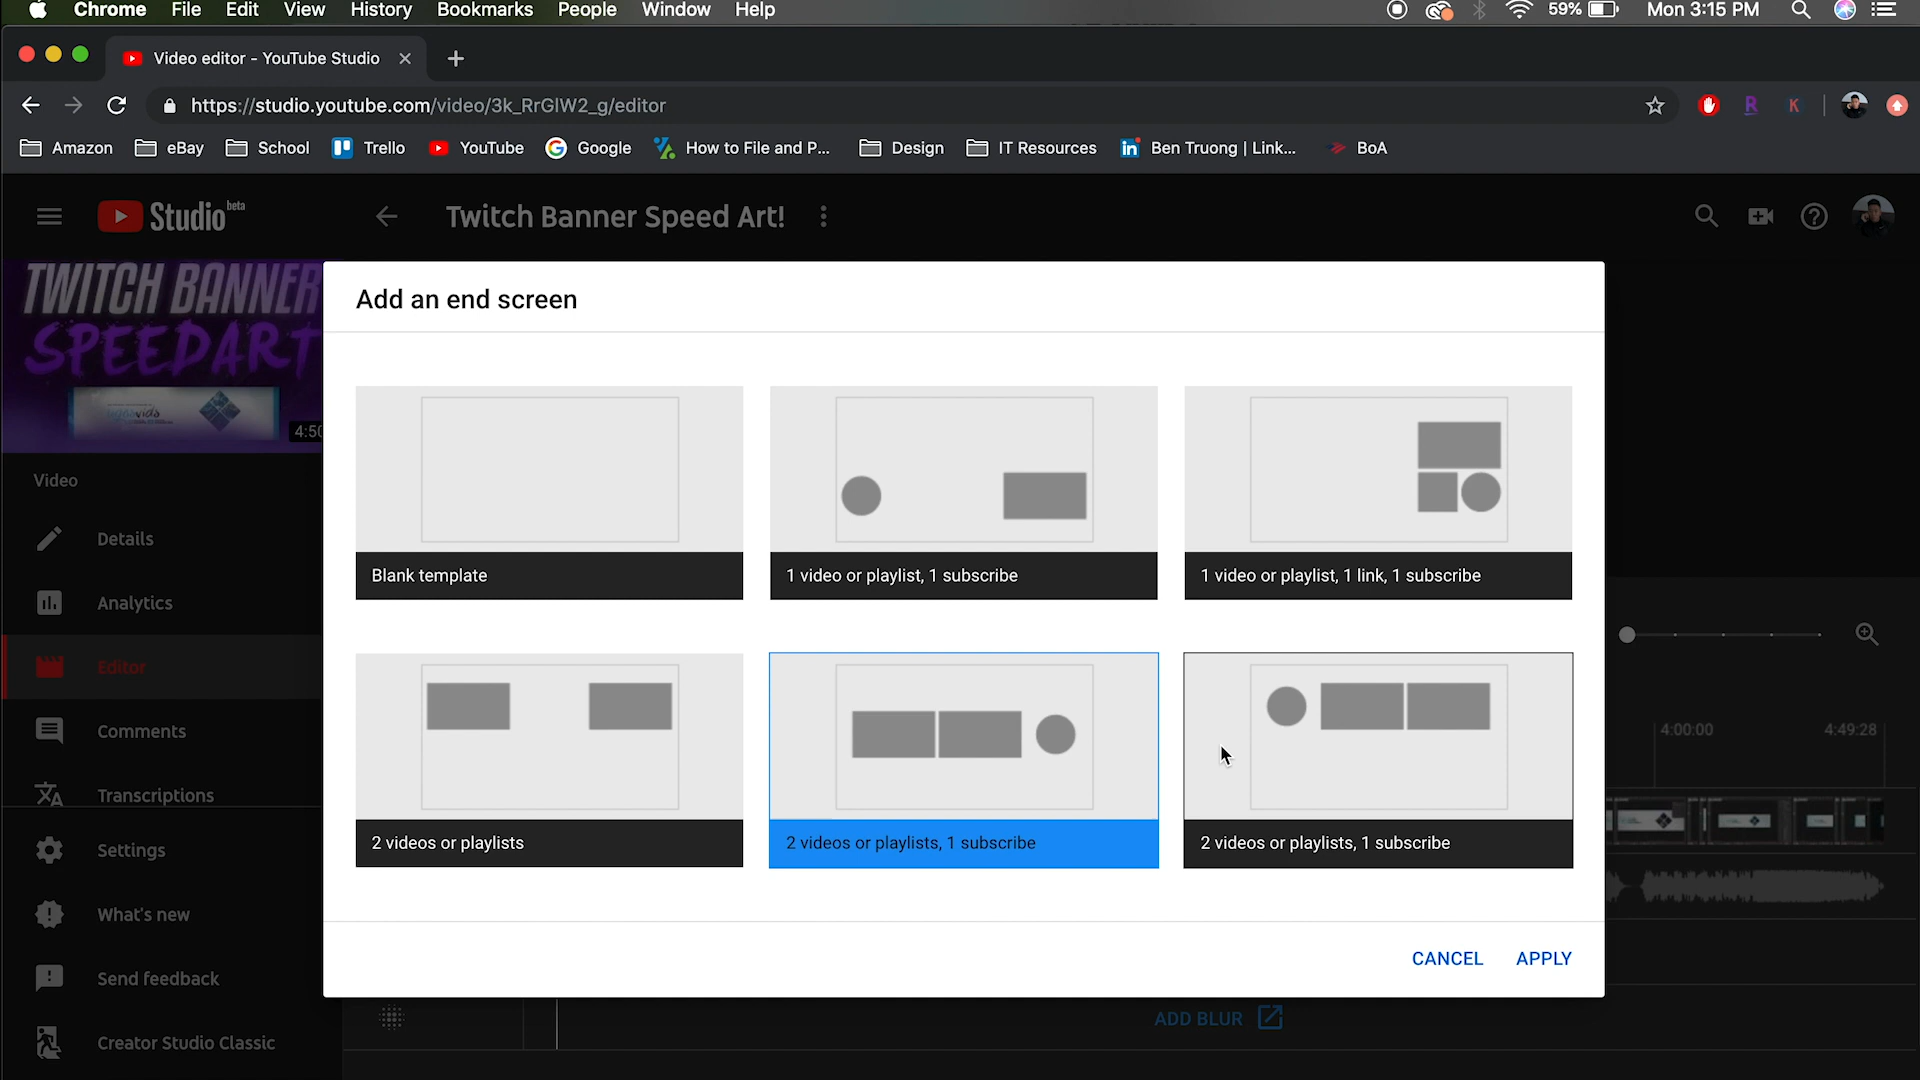 Chrome File Edit View History Bookmarks People Window Help 59% Mon 3:15 PM
Video editor - YouTube Studio
https://studio.youtube.com/video/3k_RrGIW2_g/editor
Amazon eBay School Trello YouTube Google How to File and P... Design IT Resources Ben Truong | Link... BoA
Studio beta Twitch Banner Speed Art!
TWITCH BANNER
SPEEDART
4:50
Add an end screen
Blank template
1 video or playlist, 1 subscribe
1 video or playlist, 1 link, 1 subscribe
2 videos or playlists
2 videos or playlists, 1 subscribe
2 videos or playlists, 1 subscribe
CANCEL APPLY
Video
Details
Analytics
Editor
Comments
Transcriptions
Settings
What's new
Send feedback
Creator Studio Classic
4:00:00 4:49:28
ADD BLUR